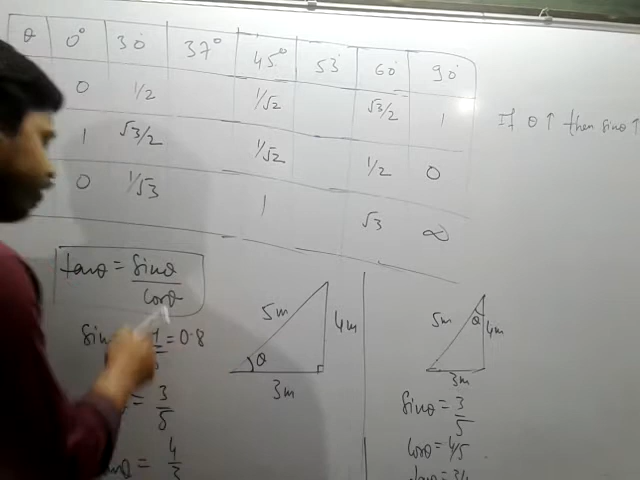 θ 0° 30° 37° 45° 53° 60° 90°
0 1/2 1/√2 √3/2 1
1 √3/2 1/√2 1/2 0
0 1/√3 1 √3 ∞
If θ↑ then sinθ ↑
tanθ = sinθ/cosθ
5m 4m θ 3m
5m θ 4m 3m
= 0.8
= 3/5
= 4/3
sinθ = 3/5
cosθ = 4/5